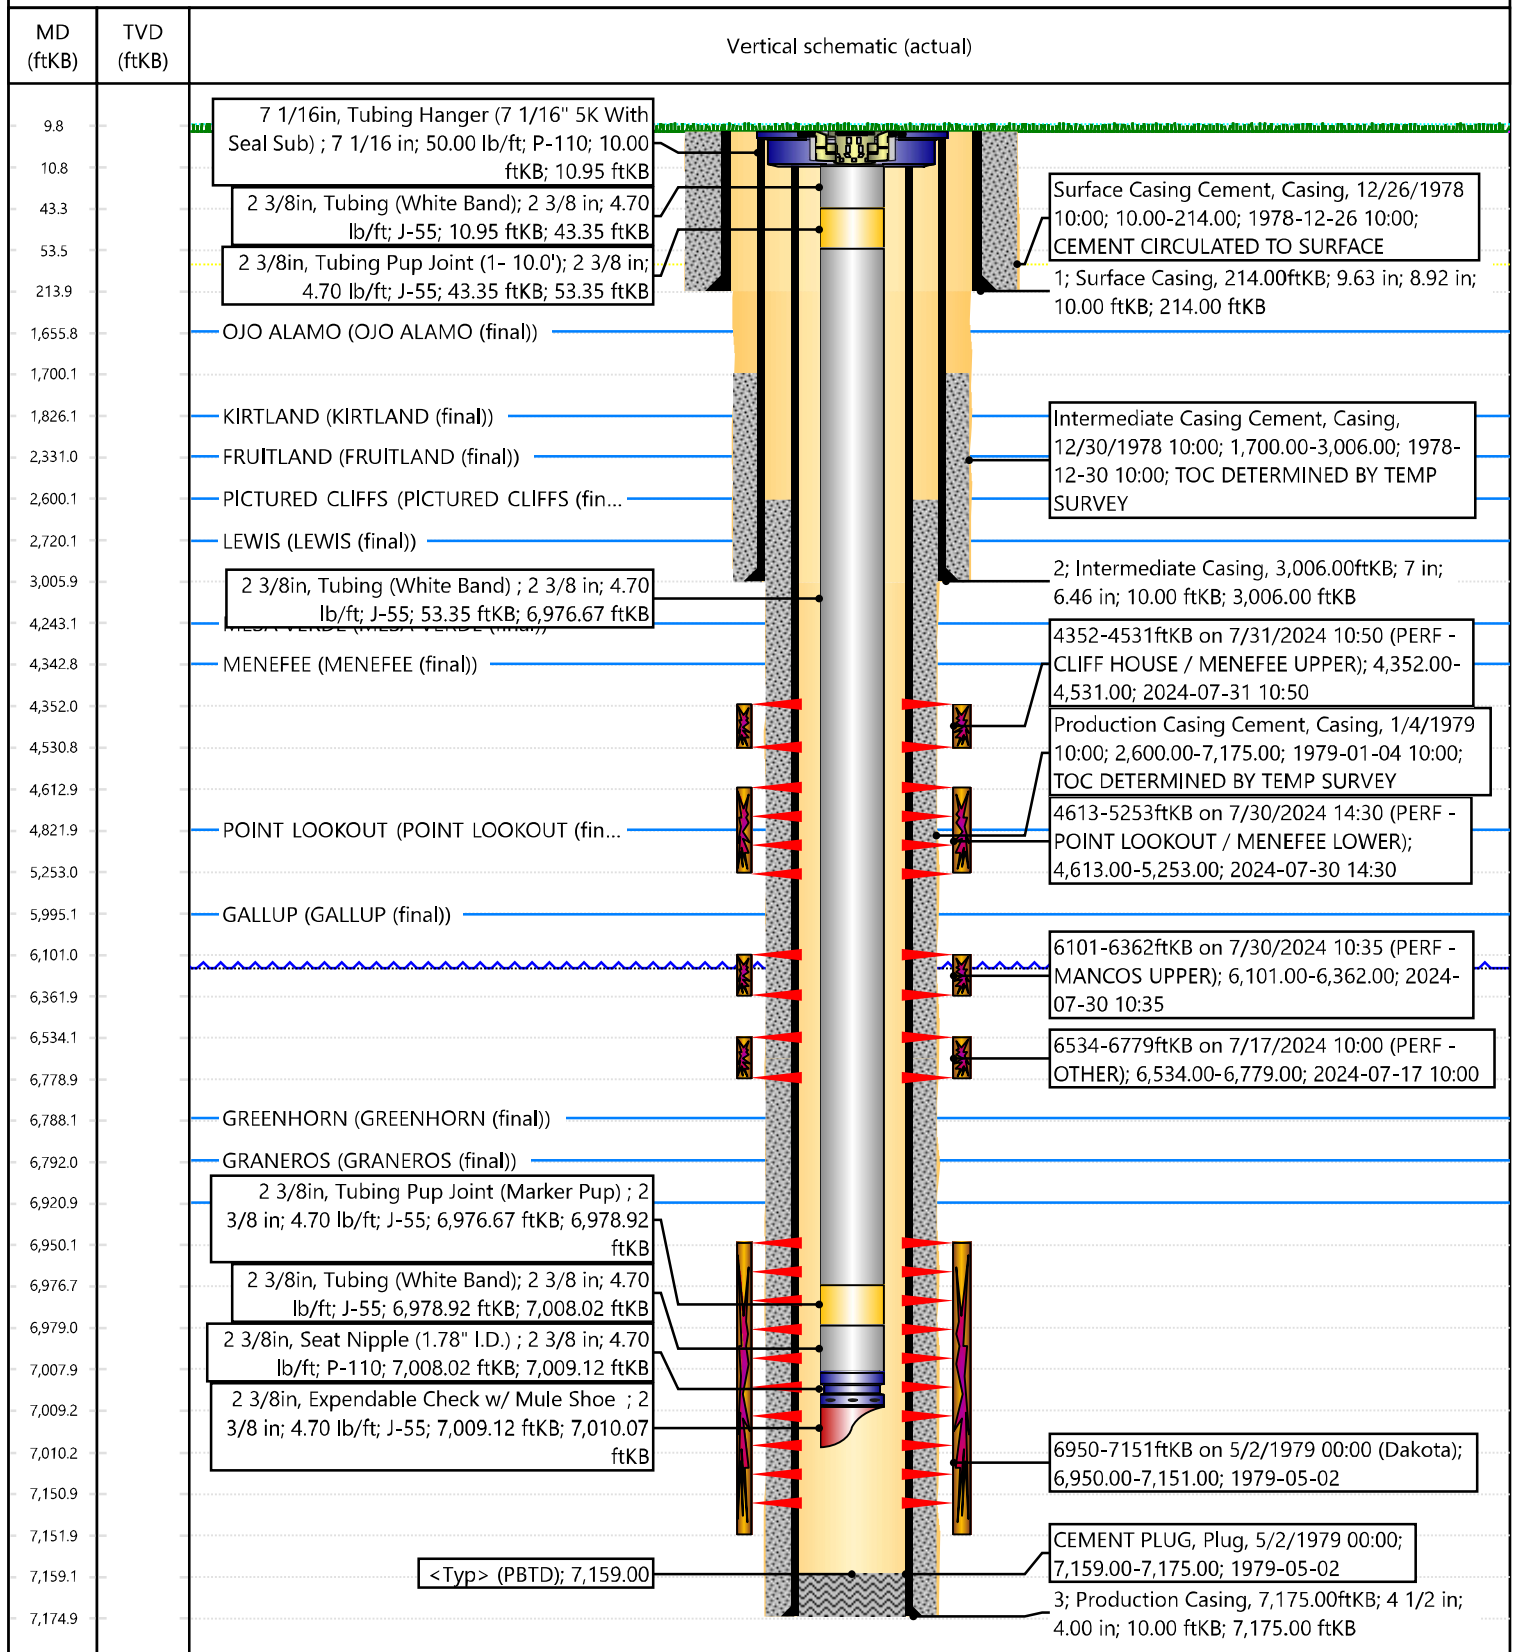 MD
(ftKB)
TVD
(ftKB)
Vertical schematic (actual)
9.8
10.8
43.3
53.5
213.9
1,655.8
1,700.1
1,826.1
2,331.0
2,600.1
2,720.1
3,005.9
4,243.1
4,342.8
4,352.0
4,530.8
4,612.9
4,821.9
5,253.0
5,995.1
6,101.0
6,361.9
6,534.1
6,778.9
6,788.1
6,792.0
6,920.9
6,950.1
6,976.7
6,979.0
7,007.9
7,009.2
7,010.2
7,150.9
7,151.9
7,159.1
7,174.9
7 1/16in, Tubing Hanger (7 1/16" 5K With
Seal Sub) ; 7 1/16 in; 50.00 lb/ft; P-110; 10.00
ftKB; 10.95 ftKB
2 3/8in, Tubing (White Band); 2 3/8 in; 4.70
lb/ft; J-55; 10.95 ftKB; 43.35 ftKB
2 3/8in, Tubing Pup Joint (1- 10.0'); 2 3/8 in;
4.70 lb/ft; J-55; 43.35 ftKB; 53.35 ftKB
OJO ALAMO (OJO ALAMO (final))
KIRTLAND (KIRTLAND (final))
FRUITLAND (FRUITLAND (final))
PICTURED CLIFFS (PICTURED CLIFFS (fin...
LEWIS (LEWIS (final))
2 3/8in, Tubing (White Band) ; 2 3/8 in; 4.70
lb/ft; J-55; 53.35 ftKB; 6,976.67 ftKB
MESA VERDE (MESA VERDE (final))
MENEFEE (MENEFEE (final))
POINT LOOKOUT (POINT LOOKOUT (fin...
GALLUP (GALLUP (final))
GREENHORN (GREENHORN (final))
GRANEROS (GRANEROS (final))
2 3/8in, Tubing Pup Joint (Marker Pup) ; 2
3/8 in; 4.70 lb/ft; J-55; 6,976.67 ftKB; 6,978.92
ftKB
2 3/8in, Tubing (White Band); 2 3/8 in; 4.70
lb/ft; J-55; 6,978.92 ftKB; 7,008.02 ftKB
2 3/8in, Seat Nipple (1.78" I.D.) ; 2 3/8 in; 4.70
lb/ft; P-110; 7,008.02 ftKB; 7,009.12 ftKB
2 3/8in, Expendable Check w/ Mule Shoe ; 2
3/8 in; 4.70 lb/ft; J-55; 7,009.12 ftKB; 7,010.07
ftKB
<Typ> (PBTD); 7,159.00
Surface Casing Cement, Casing, 12/26/1978
10:00; 10.00-214.00; 1978-12-26 10:00;
CEMENT CIRCULATED TO SURFACE
1; Surface Casing, 214.00ftKB; 9.63 in; 8.92 in;
10.00 ftKB; 214.00 ftKB
Intermediate Casing Cement, Casing,
12/30/1978 10:00; 1,700.00-3,006.00; 1978-
12-30 10:00; TOC DETERMINED BY TEMP
SURVEY
2; Intermediate Casing, 3,006.00ftKB; 7 in;
6.46 in; 10.00 ftKB; 3,006.00 ftKB
4352-4531ftKB on 7/31/2024 10:50 (PERF -
CLIFF HOUSE / MENEFEE UPPER); 4,352.00-
4,531.00; 2024-07-31 10:50
Production Casing Cement, Casing, 1/4/1979
10:00; 2,600.00-7,175.00; 1979-01-04 10:00;
TOC DETERMINED BY TEMP SURVEY
4613-5253ftKB on 7/30/2024 14:30 (PERF -
POINT LOOKOUT / MENEFEE LOWER);
4,613.00-5,253.00; 2024-07-30 14:30
6101-6362ftKB on 7/30/2024 10:35 (PERF -
MANCOS UPPER); 6,101.00-6,362.00; 2024-
07-30 10:35
6534-6779ftKB on 7/17/2024 10:00 (PERF -
OTHER); 6,534.00-6,779.00; 2024-07-17 10:00
6950-7151ftKB on 5/2/1979 00:00 (Dakota);
6,950.00-7,151.00; 1979-05-02
CEMENT PLUG, Plug, 5/2/1979 00:00;
7,159.00-7,175.00; 1979-05-02
3; Production Casing, 7,175.00ftKB; 4 1/2 in;
4.00 in; 10.00 ftKB; 7,175.00 ftKB